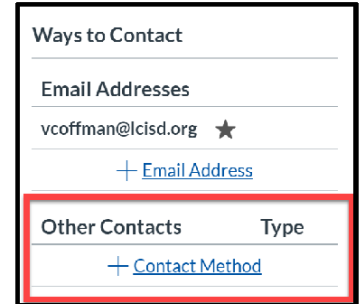 Ways to Contact
Email Addresses
vcoffman@lcisd.org ★
+ Email Address
Other Contacts Type
+ Contact Method